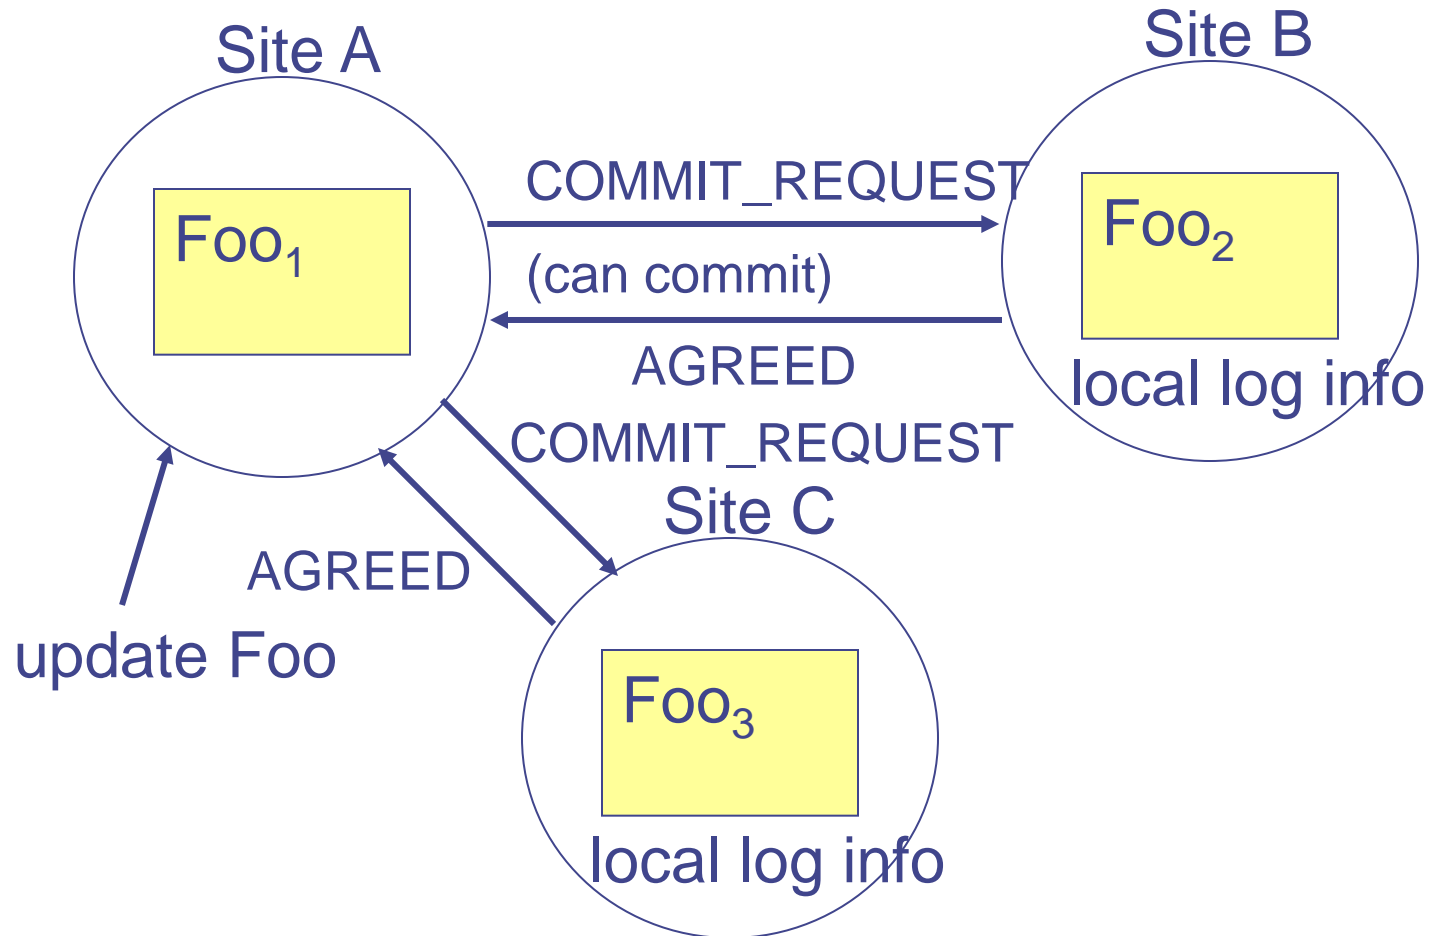 Site A
Site B
COMMIT_REQUEST
Foo₁
Foo₂
(can commit)
AGREED
local log info
COMMIT_REQUEST
Site C
AGREED
update Foo
Foo₃
local log info